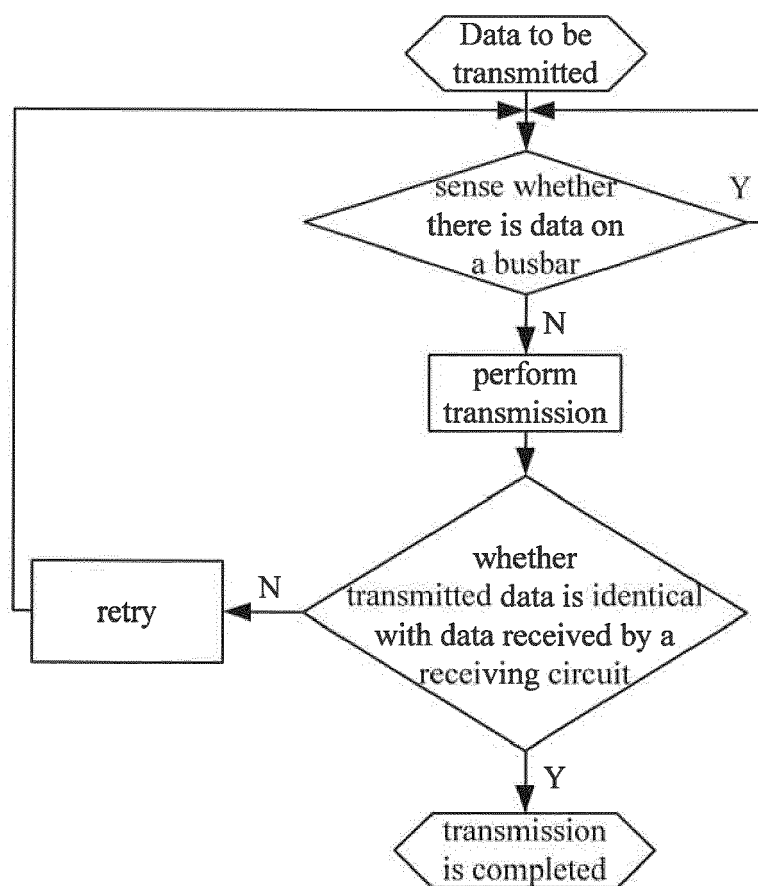 Data to be
transmitted
sense whether
there is data on
a busbar
Y
N
perform
transmission
whether
transmitted data is identical
with data received by a
receiving circuit
N
retry
Y
transmission
is completed